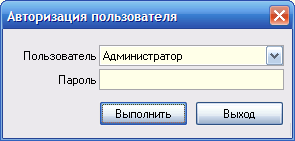 Авторизация пользователя
Пользователь Администратор
Пароль
Выполнить Выход